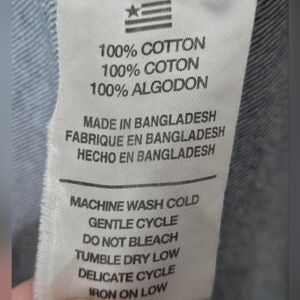 100% COTTON
100% COTON
100% ALGODON
MADE IN BANGLADESH
FABRIQUE EN BANGLADESH
HECHO EN BANGLADESH
MACHINE WASH COLD
GENTLE CYCLE
DO NOT BLEACH
TUMBLE DRY LOW
DELICATE CYCLE
IRON ON LOW